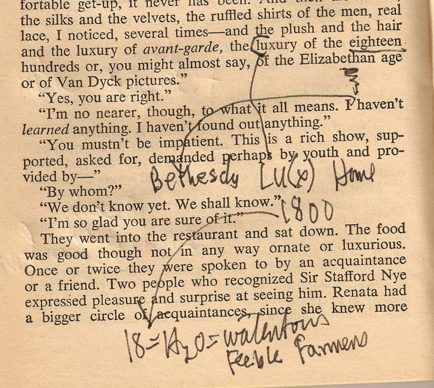 fortable get-up, it never has been. And then
the silks and the velvets, the ruffled shirts of the men, real
lace, I noticed, several times—and the plush and the hair
and the luxury of avant-garde, the luxury of the eighteen
hundreds or, you might almost say, of the Elizabethan age
or of Van Dyck pictures."
"Yes, you are right."
"I'm no nearer, though, to what it all means. I haven't
learned anything. I haven't found out anything."
"You mustn't be impatient. This is a rich show, sup-
ported, asked for, demanded perhaps by youth and pro-
vided by—"
Bethesda Lu(x) Home
"By whom?"
"We don't know yet. We shall know."
1800
"I'm so glad you are sure of it."
They went into the restaurant and sat down. The food
was good though not in any way ornate or luxurious.
Once or twice they were spoken to by an acquaintance
or a friend. Two people who recognized Sir Stafford Nye
expressed pleasure and surprise at seeing him. Renata had
a bigger circle of acquaintances, since she knew more
18=H2O=
Feeble Farmers